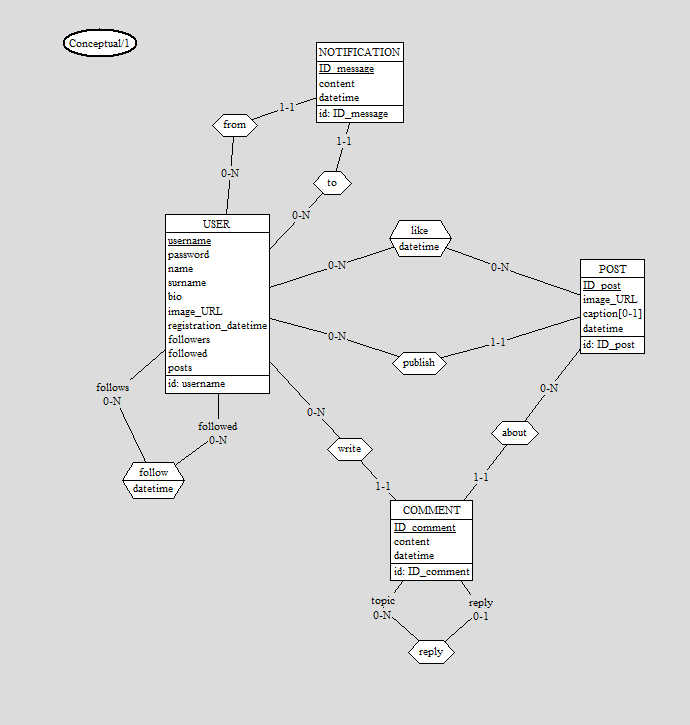 Conceptual/1
NOTIFICATION
ID_message
content
datetime
id: ID_message
1-1
from
1-1
0-N
to
0-N
USER
username
password
name
surname
bio
image_URL
registration_datetime
followers
followed
posts
id: username
like
datetime
0-N
0-N
POST
ID_post
image_URL
caption[0-1]
datetime
id: ID_post
0-N
1-1
publish
follows
0-N
followed
0-N
follow
datetime
0-N
write
1-1
0-N
about
1-1
COMMENT
ID_comment
content
datetime
id: ID_comment
topic
0-N
reply
0-1
reply